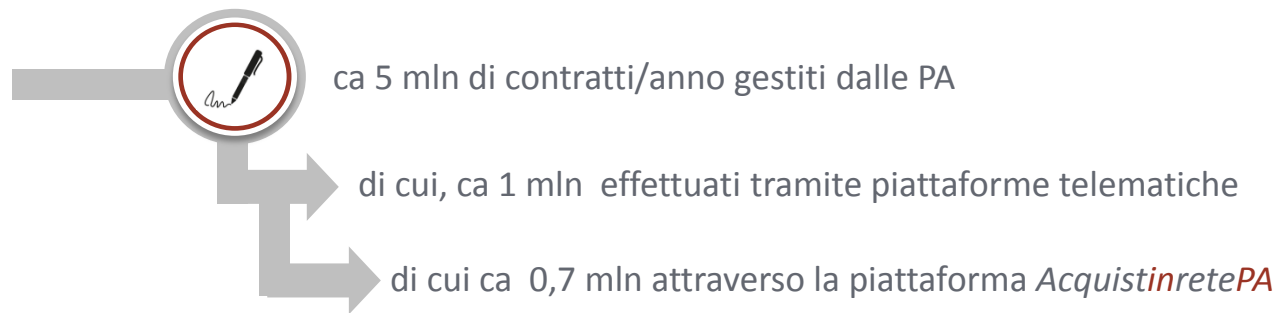 ca 5 mln di contratti/anno gestiti dalle PA
di cui, ca 1 mln effettuati tramite piattaforme telematiche
di cui ca 0,7 mln attraverso la piattaforma AcquistinretePA